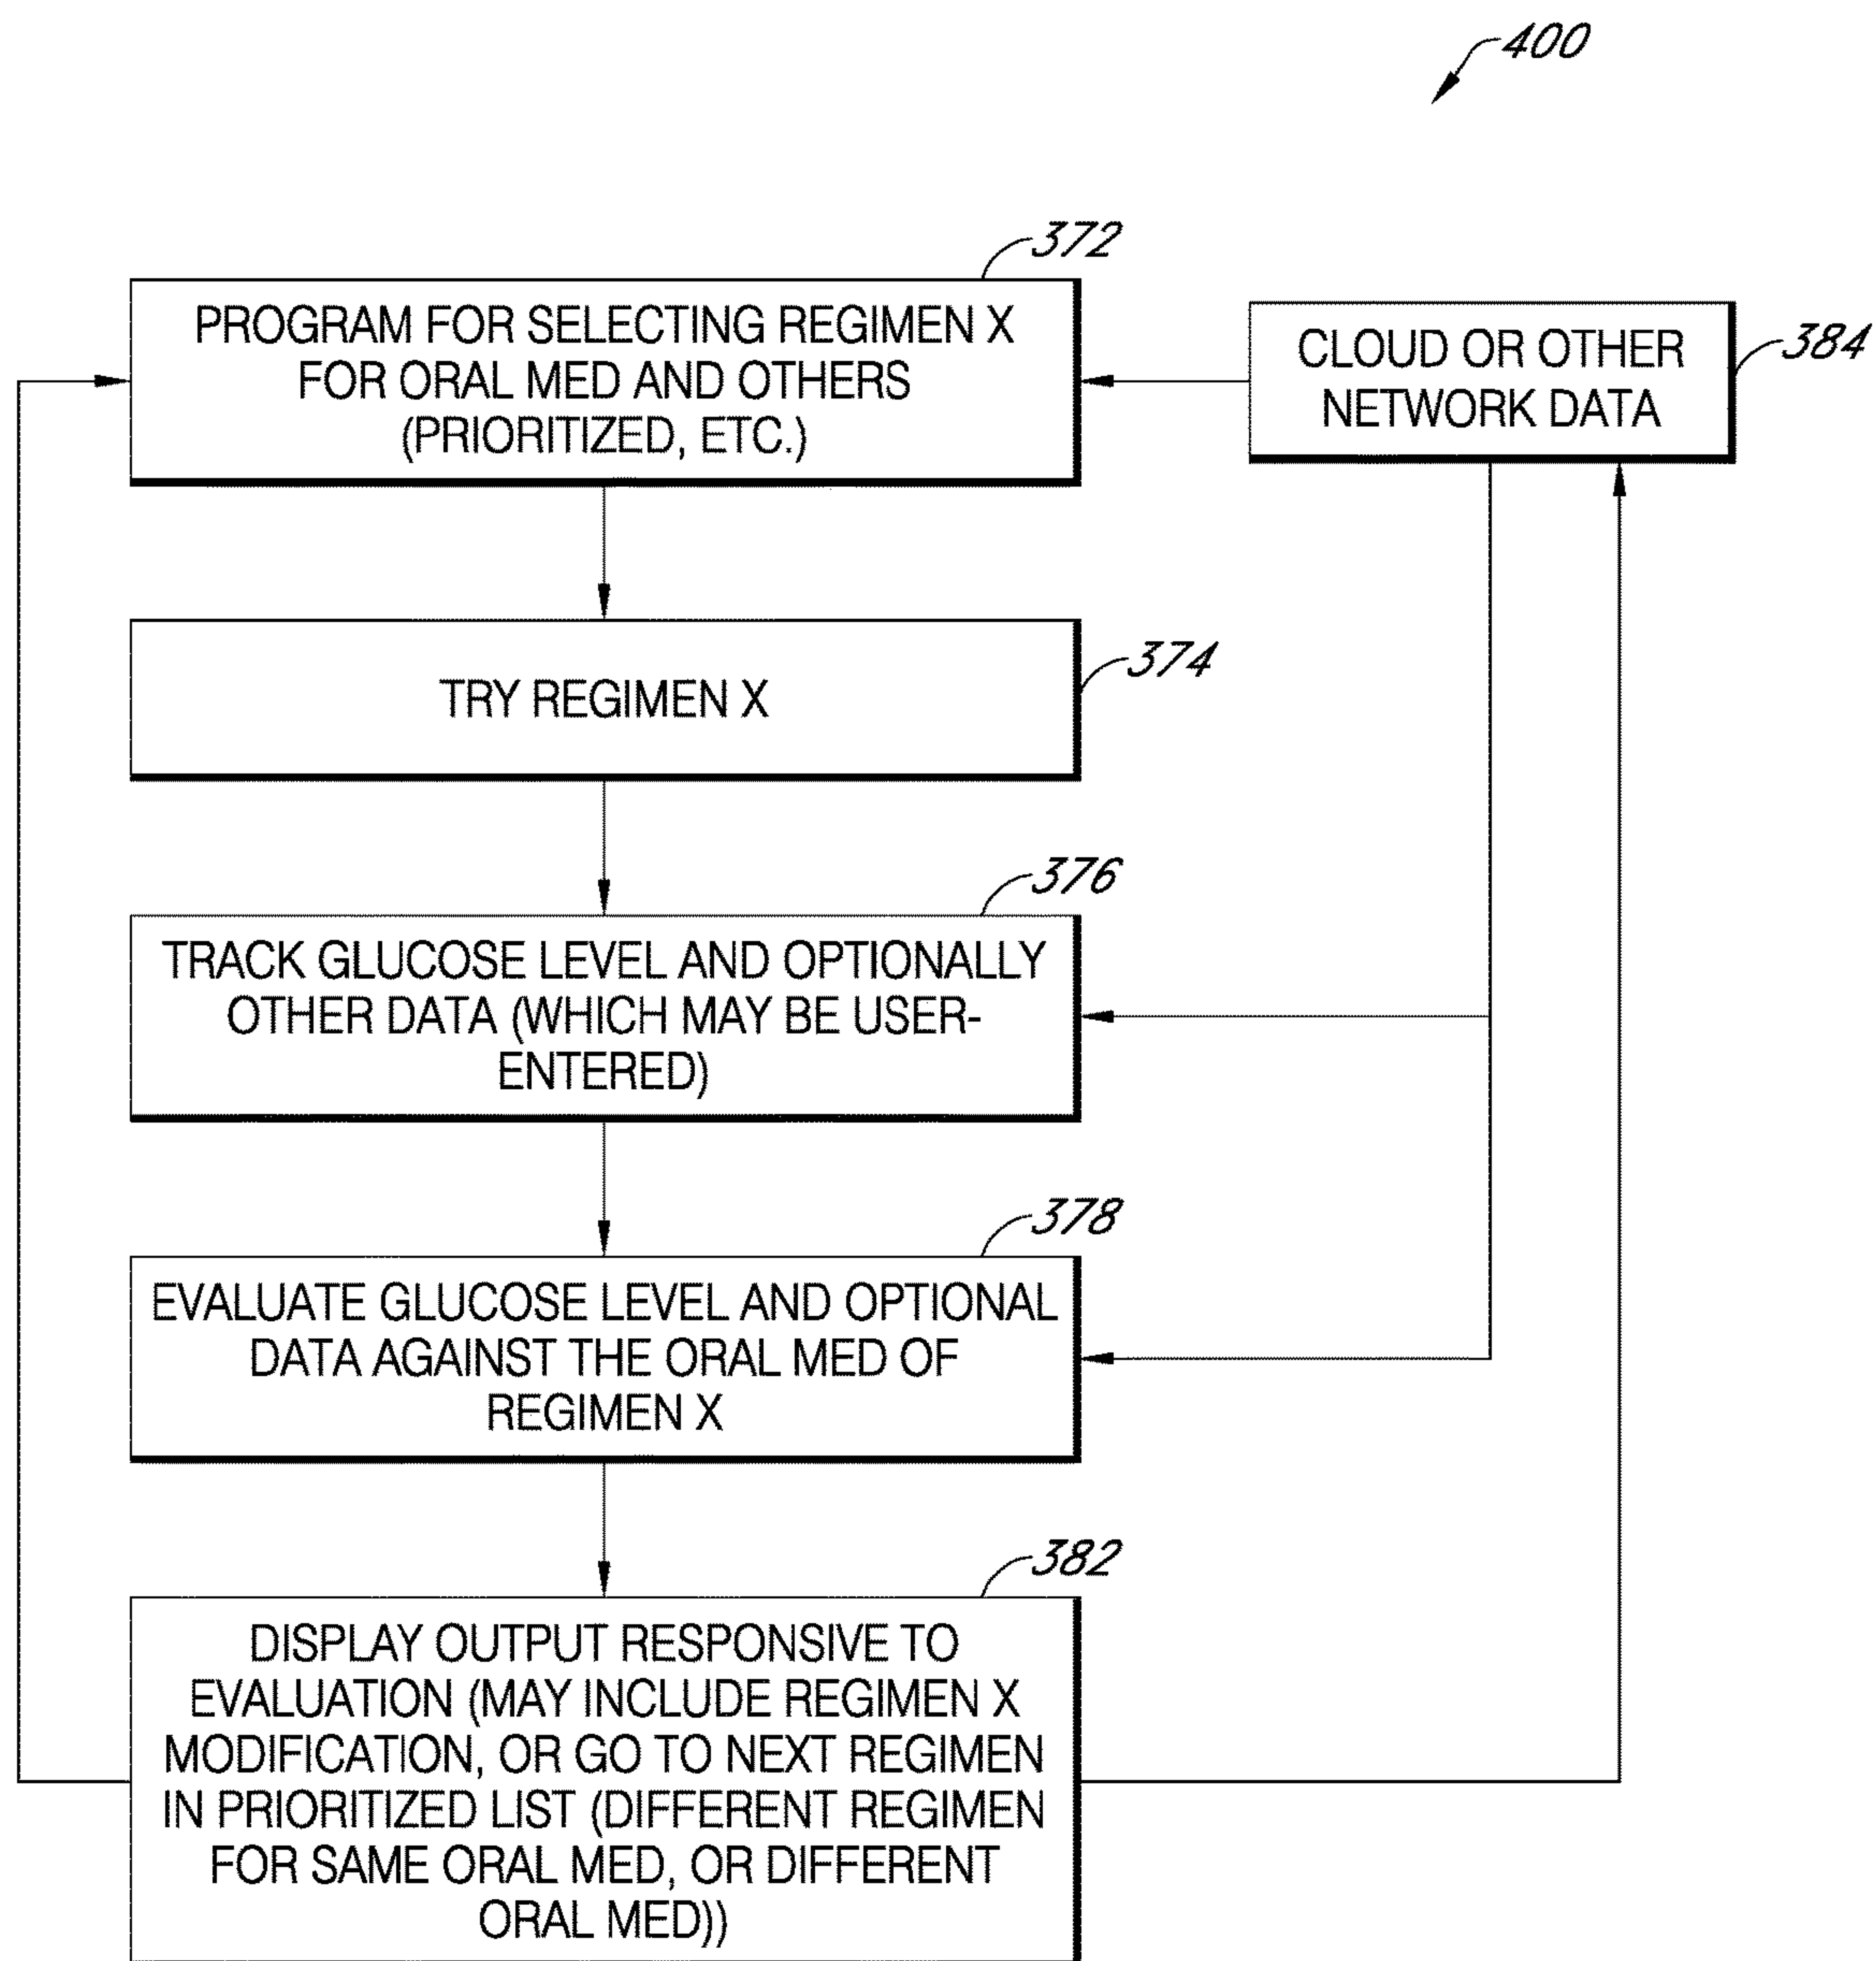 400
372
PROGRAM FOR SELECTING REGIMEN X
FOR ORAL MED AND OTHERS
(PRIORITIZED, ETC.)
CLOUD OR OTHER
NETWORK DATA
384
TRY REGIMEN X
374
376
TRACK GLUCOSE LEVEL AND OPTIONALLY
OTHER DATA (WHICH MAY BE USER-
ENTERED)
378
EVALUATE GLUCOSE LEVEL AND OPTIONAL
DATA AGAINST THE ORAL MED OF
REGIMEN X
382
DISPLAY OUTPUT RESPONSIVE TO
EVALUATION (MAY INCLUDE REGIMEN X
MODIFICATION, OR GO TO NEXT REGIMEN
IN PRIORITIZED LIST (DIFFERENT REGIMEN
FOR SAME ORAL MED, OR DIFFERENT
ORAL MED))